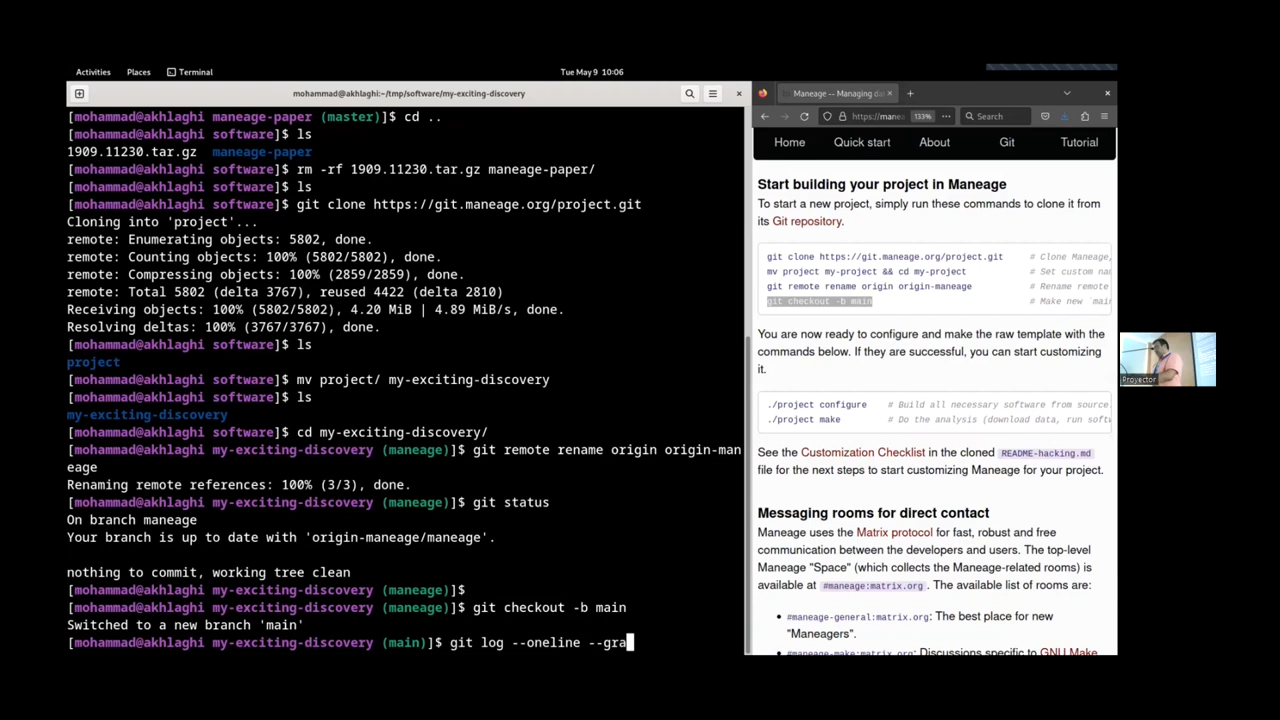 Activities Places Terminal Tue May 9 10:06
mohammad@akhlaghi:~/tmp/software/my-exciting-discovery
[mohammad@akhlaghi maneage-paper (master)]$ cd ..
[mohammad@akhlaghi software]$ ls
1909.11230.tar.gz maneage-paper
[mohammad@akhlaghi software]$ rm -rf 1909.11230.tar.gz maneage-paper/
[mohammad@akhlaghi software]$ ls
[mohammad@akhlaghi software]$ git clone https://git.maneage.org/project.git
Cloning into 'project'...
remote: Enumerating objects: 5802, done.
remote: Counting objects: 100% (5802/5802), done.
remote: Compressing objects: 100% (2859/2859), done.
remote: Total 5802 (delta 3767), reused 4422 (delta 2810)
Receiving objects: 100% (5802/5802), 4.20 MiB | 4.89 MiB/s, done.
Resolving deltas: 100% (3767/3767), done.
[mohammad@akhlaghi software]$ ls
project
[mohammad@akhlaghi software]$ mv project/ my-exciting-discovery
[mohammad@akhlaghi software]$ ls
my-exciting-discovery
[mohammad@akhlaghi software]$ cd my-exciting-discovery/
[mohammad@akhlaghi my-exciting-discovery (maneage)]$ git remote rename origin origin-man
eage
Renaming remote references: 100% (3/3), done.
[mohammad@akhlaghi my-exciting-discovery (maneage)]$ git status
On branch maneage
Your branch is up to date with 'origin-maneage/maneage'.
nothing to commit, working tree clean
[mohammad@akhlaghi my-exciting-discovery (maneage)]$
[mohammad@akhlaghi my-exciting-discovery (maneage)]$ git checkout -b main
Switched to a new branch 'main'
[mohammad@akhlaghi my-exciting-discovery (main)]$ git log --oneline --gra
Maneage -- Managing dat
https://manea 133% Search
Home Quick start About Git Tutorial
Start building your project in Maneage
To start a new project, simply run these commands to clone it from
its Git repository.
git clone https://git.maneage.org/project.git # Clone Maneage,
mv project my-project && cd my-project # Set custom na
git remote rename origin origin-maneage # Rename remote
git checkout -b main # Make new `mai
You are now ready to configure and make the raw template with the
commands below. If they are successful, you can start customizing
it.
./project configure # Build all necessary software from source.
./project make # Do the analysis (download data, run soft
See the Customization Checklist in the cloned README-hacking.md
file for the next steps to start customizing Maneage for your project.
Messaging rooms for direct contact
Maneage uses the Matrix protocol for fast, robust and free
communication between the developers and users. The top-level
Maneage "Space" (which collects the Maneage-related rooms) is
available at #maneage:matrix.org. The available list of rooms are:
#maneage-general:matrix.org: The best place for new
"Maneagers".
#maneage-make:matrix.org: Discussions specific to GNU Make
Proyector